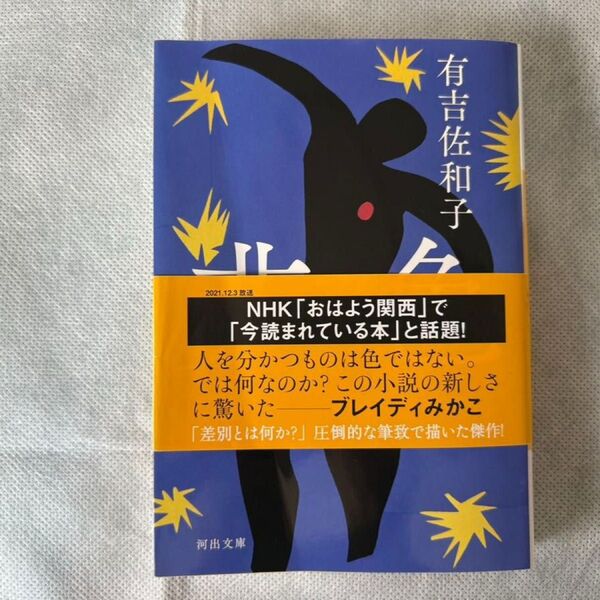 有吉佐和子
2021.12.3 放送
NHK「おはよう関西」で
「今読まれている本」と話題!
人を分かつものは色ではない。
では何なのか? この小説の新しさ
に驚いた――ブレイディみかこ
「差別とは何か?」圧倒的な筆致で描いた傑作!
河出文庫